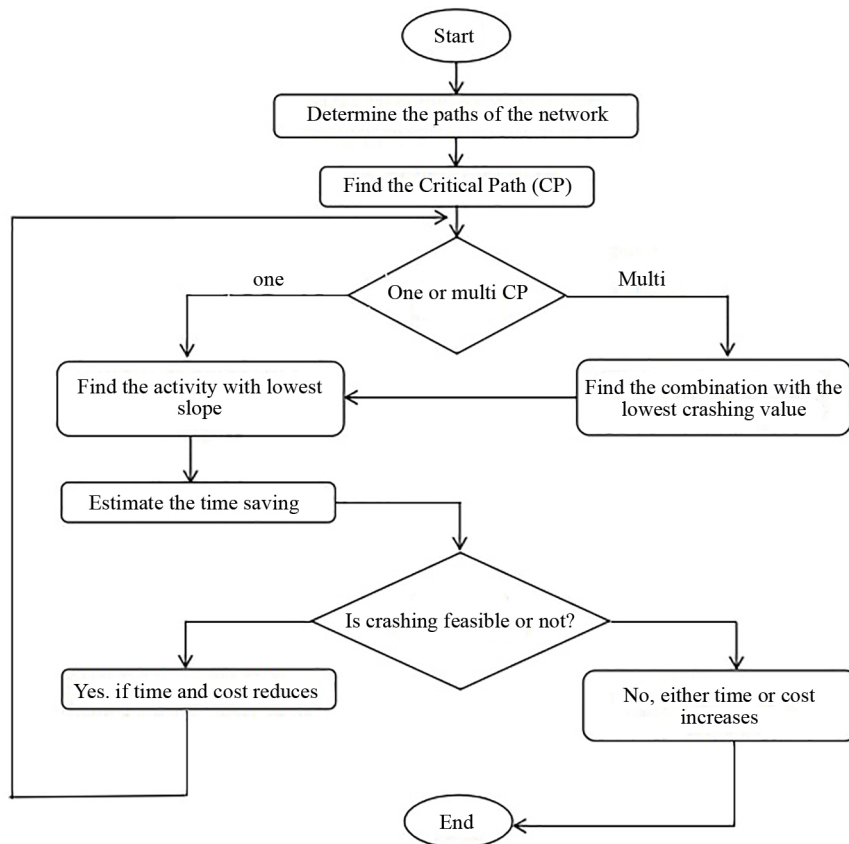 Start
Determine the paths of the network
Find the Critical Path (CP)
one
One or multi CP
Multi
Find the activity with lowest
slope
Find the combination with the
lowest crashing value
Estimate the time saving
Is crashing feasible or not?
Yes. if time and cost reduces
No, either time or cost
increases
End